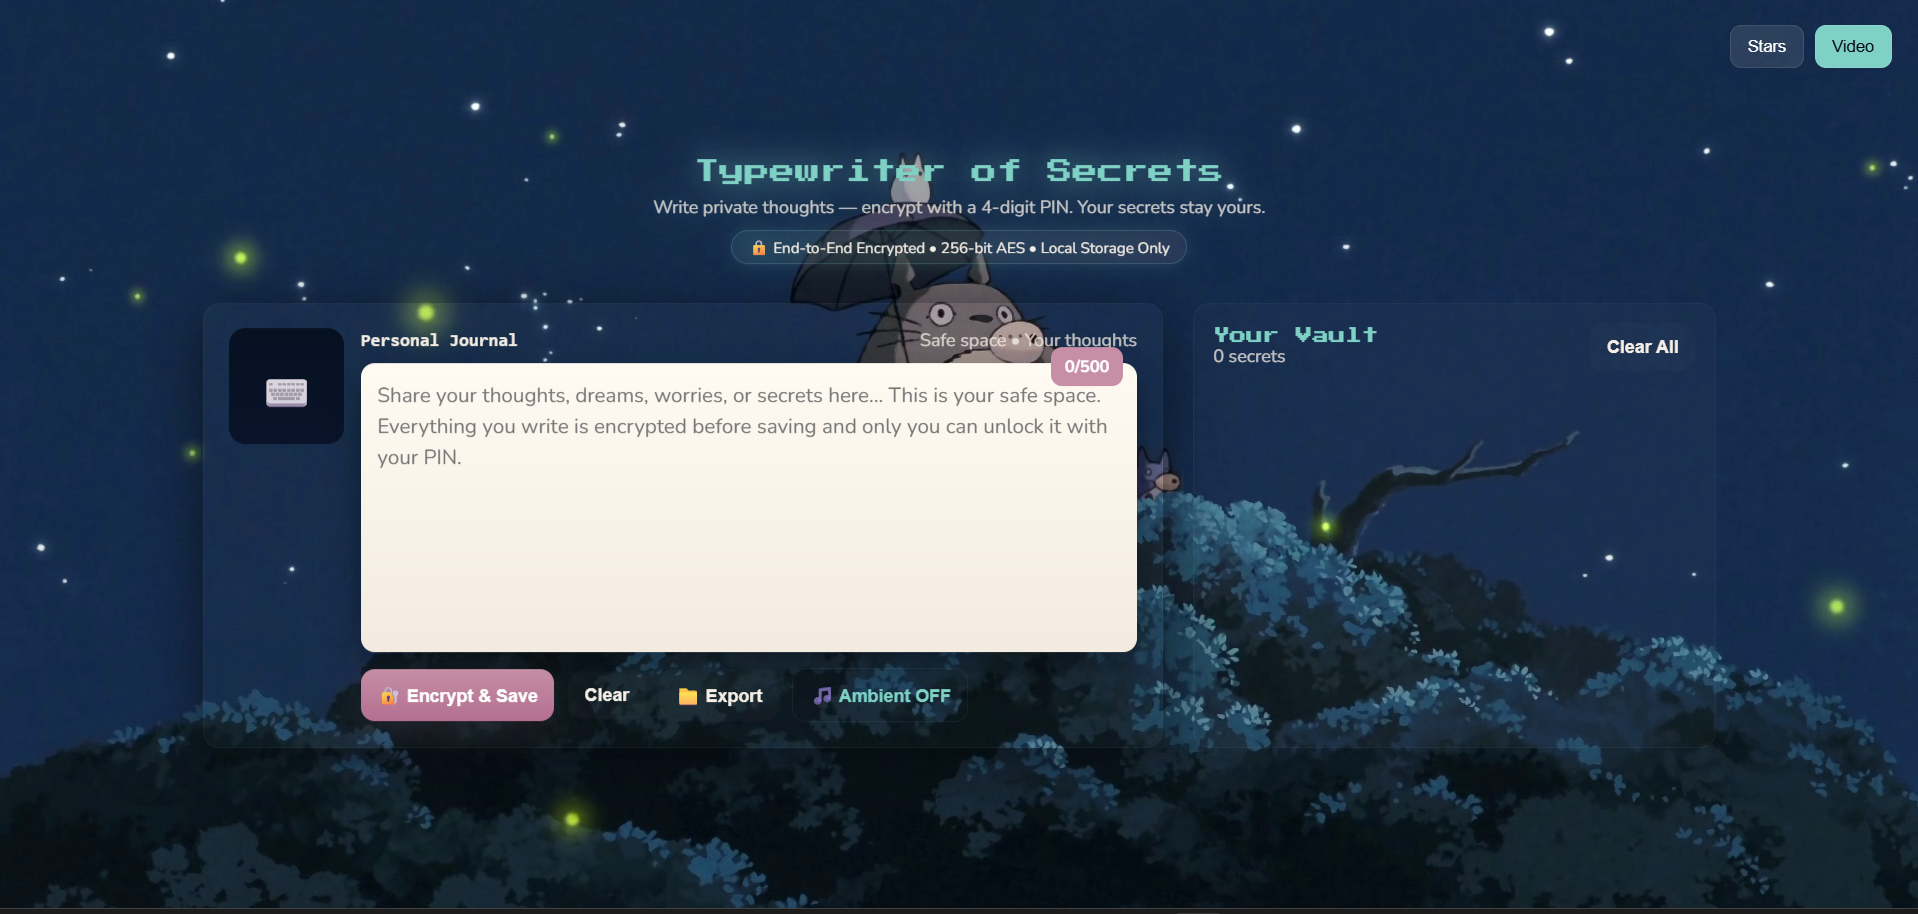 Stars
Video
Typewriter of Secrets
Write private thoughts — encrypt with a 4-digit PIN. Your secrets stay yours.
End-to-End Encrypted • 256-bit AES • Local Storage Only
Personal Journal
Safe space • Your thoughts
0/500
Share your thoughts, dreams, worries, or secrets here... This is your safe space.
Everything you write is encrypted before saving and only you can unlock it with
your PIN.
Encrypt & Save
Clear
Export
Ambient OFF
Your Vault
0 secrets
Clear All